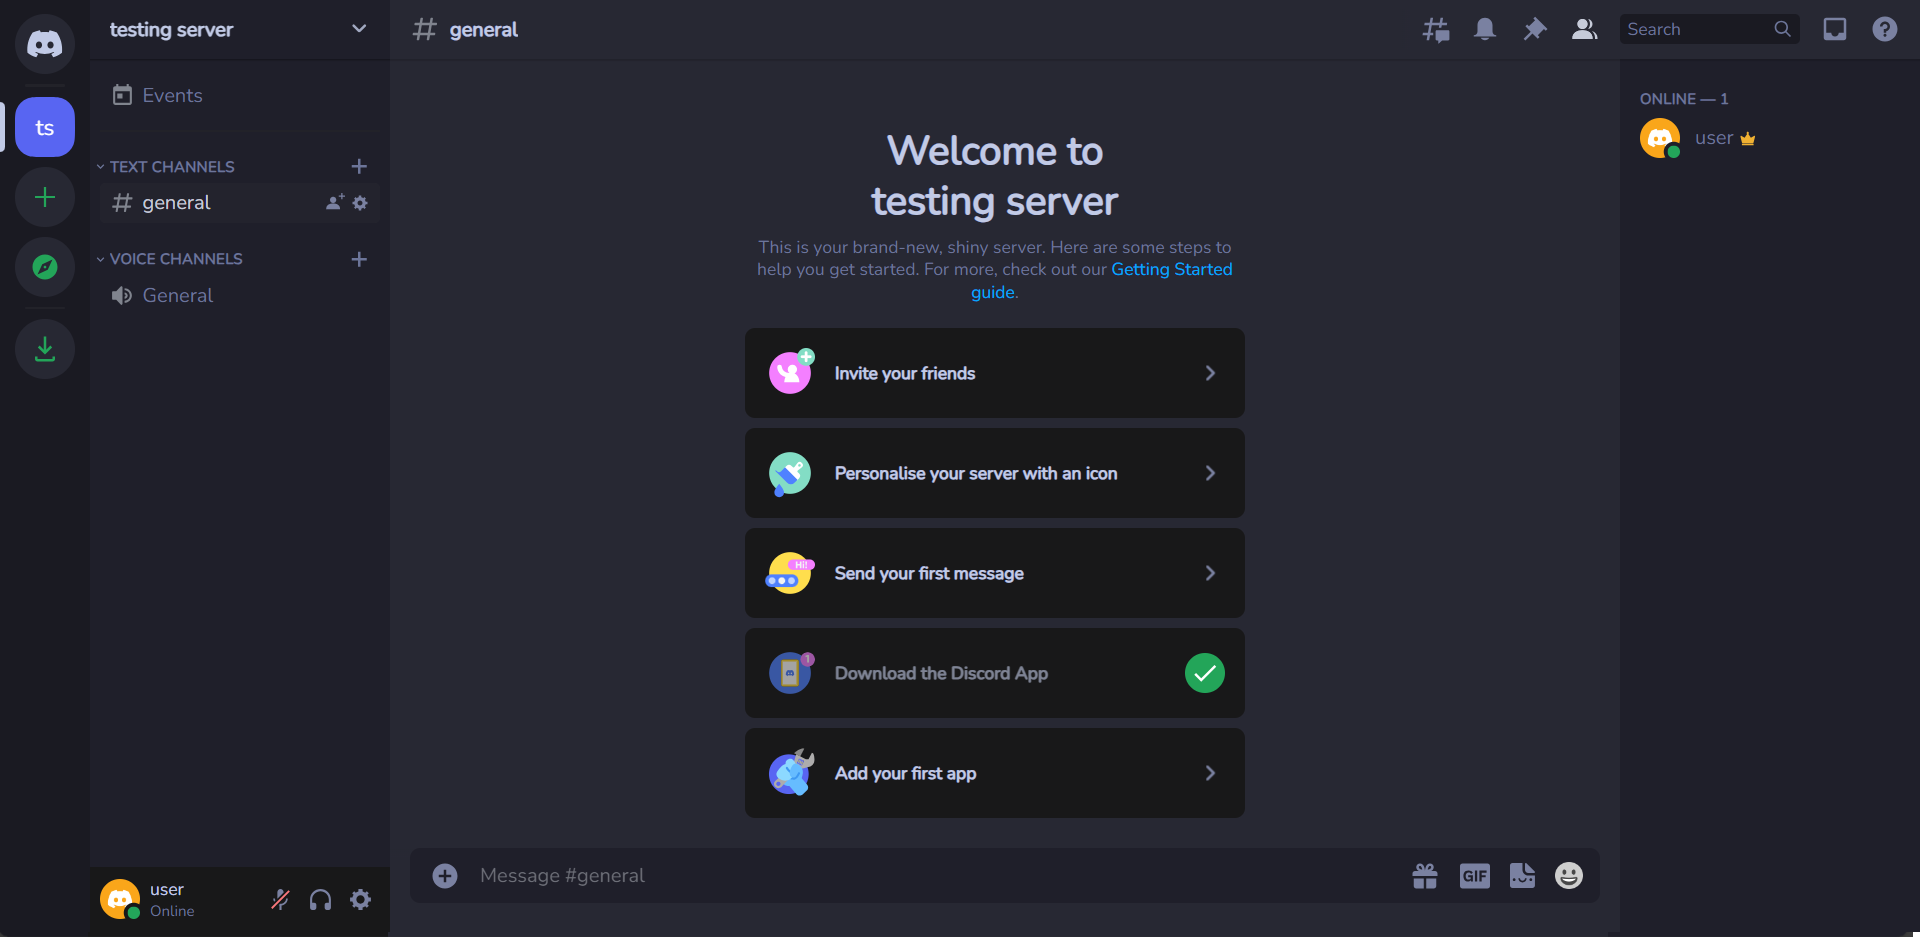 testing server
general
Search
ts
Events
TEXT CHANNELS
general
VOICE CHANNELS
General
Welcome to
testing server
This is your brand-new, shiny server. Here are some steps to
help you get started. For more, check out our Getting Started
guide.
Invite your friends
Personalise your server with an icon
Hi!
Send your first message
1
Download the Discord App
Add your first app
Message #general
GIF
ONLINE — 1
user
user
Online